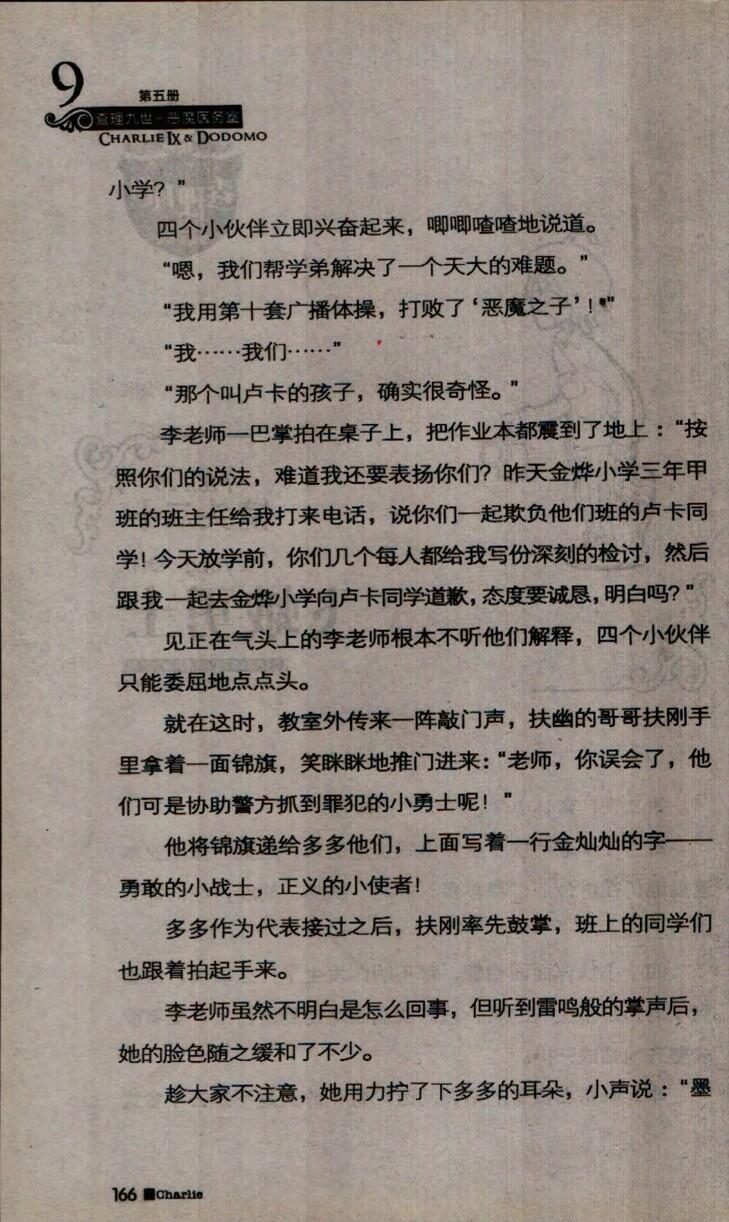 9
第五册
查理九世-恶魔医务室
CHARLIE IX & DODOMO
小学？”
四个小伙伴立即兴奋起来，唧唧喳喳地说道。
“嗯，我们帮学弟解决了一个天大的难题。”
“我用第十套广播体操，打败了‘恶魔之子’！”
“我……我们……”
“那个叫卢卡的孩子，确实很奇怪。”
李老师一巴掌拍在桌子上，把作业本都震到了地上：“按
照你们的说法，难道我还要表扬你们？昨天金烨小学三年甲
班的班主任给我打来电话，说你们一起欺负他们班的卢卡同
学！今天放学前，你们几个每人都给我写份深刻的检讨，然后
跟我一起去金烨小学向卢卡同学道歉，态度要诚恳，明白吗？”
见正在气头上的李老师根本不听他们解释，四个小伙伴
只能委屈地点点头。
就在这时，教室外传来一阵敲门声，扶幽的哥哥扶刚手
里拿着一面锦旗，笑眯眯地推门进来：“老师，你误会了，他
们可是协助警方抓到罪犯的小勇士呢！”
他将锦旗递给多多他们，上面写着一行金灿灿的字——
勇敢的小战士，正义的小使者！
多多作为代表接过之后，扶刚率先鼓掌，班上的同学们
也跟着拍起手来。
李老师虽然不明白是怎么回事，但听到雷鸣般的掌声后，
她的脸色随之缓和了不少。
趁大家不注意，她用力拧了下多多的耳朵，小声说：“墨
166 Charlie